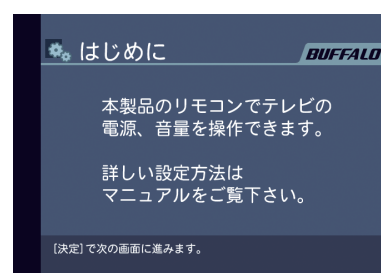 はじめに
BUFFALO
本製品のリモコンでテレビの
電源、音量を操作できます。
詳しい設定方法は
マニュアルをご覧下さい。
[決定]で次の画面に進みます。